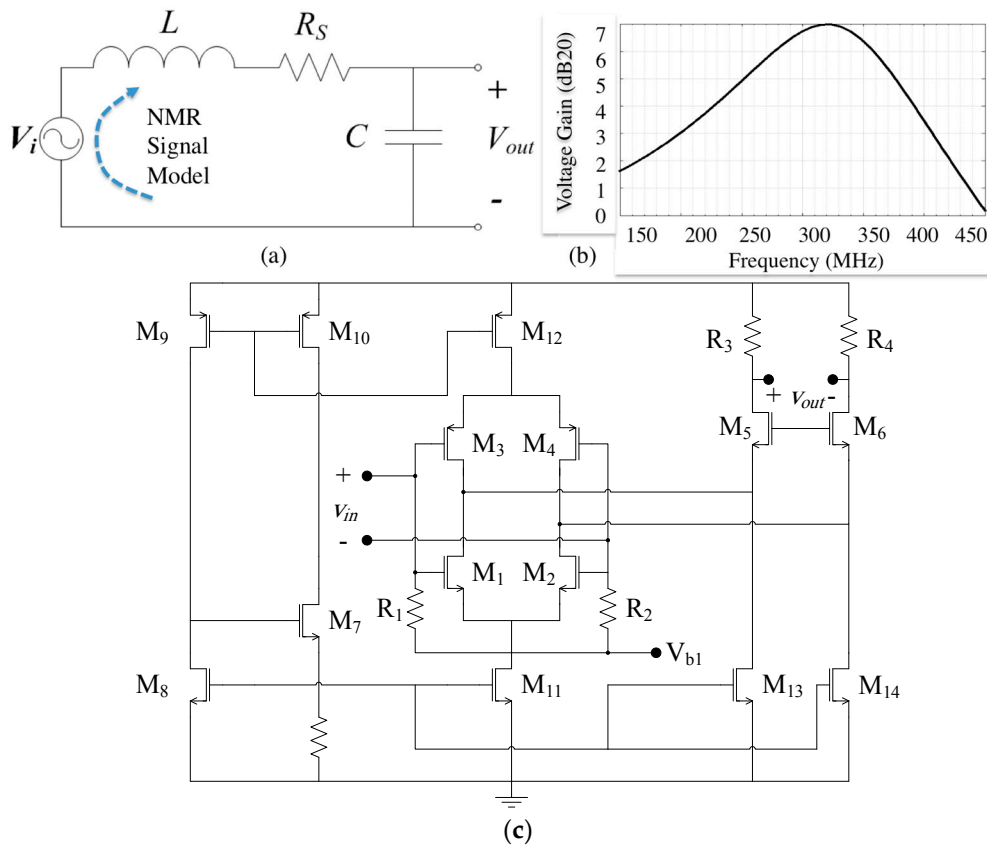 L
R_S
V_i
NMR
Signal
Model
C
+
V_out
-
(a)
Voltage Gain (dB20)
7
6
5
4
3
2
1
0
150 200 250 300 350 400 450
Frequency (MHz)
(b)
M_9
M_10
M_12
R_3
R_4
+ v_out -
M_5
M_6
M_3
M_4
+
v_in
-
M_1
M_2
R_1
R_2
V_b1
M_7
M_8
M_11
M_13
M_14
(c)